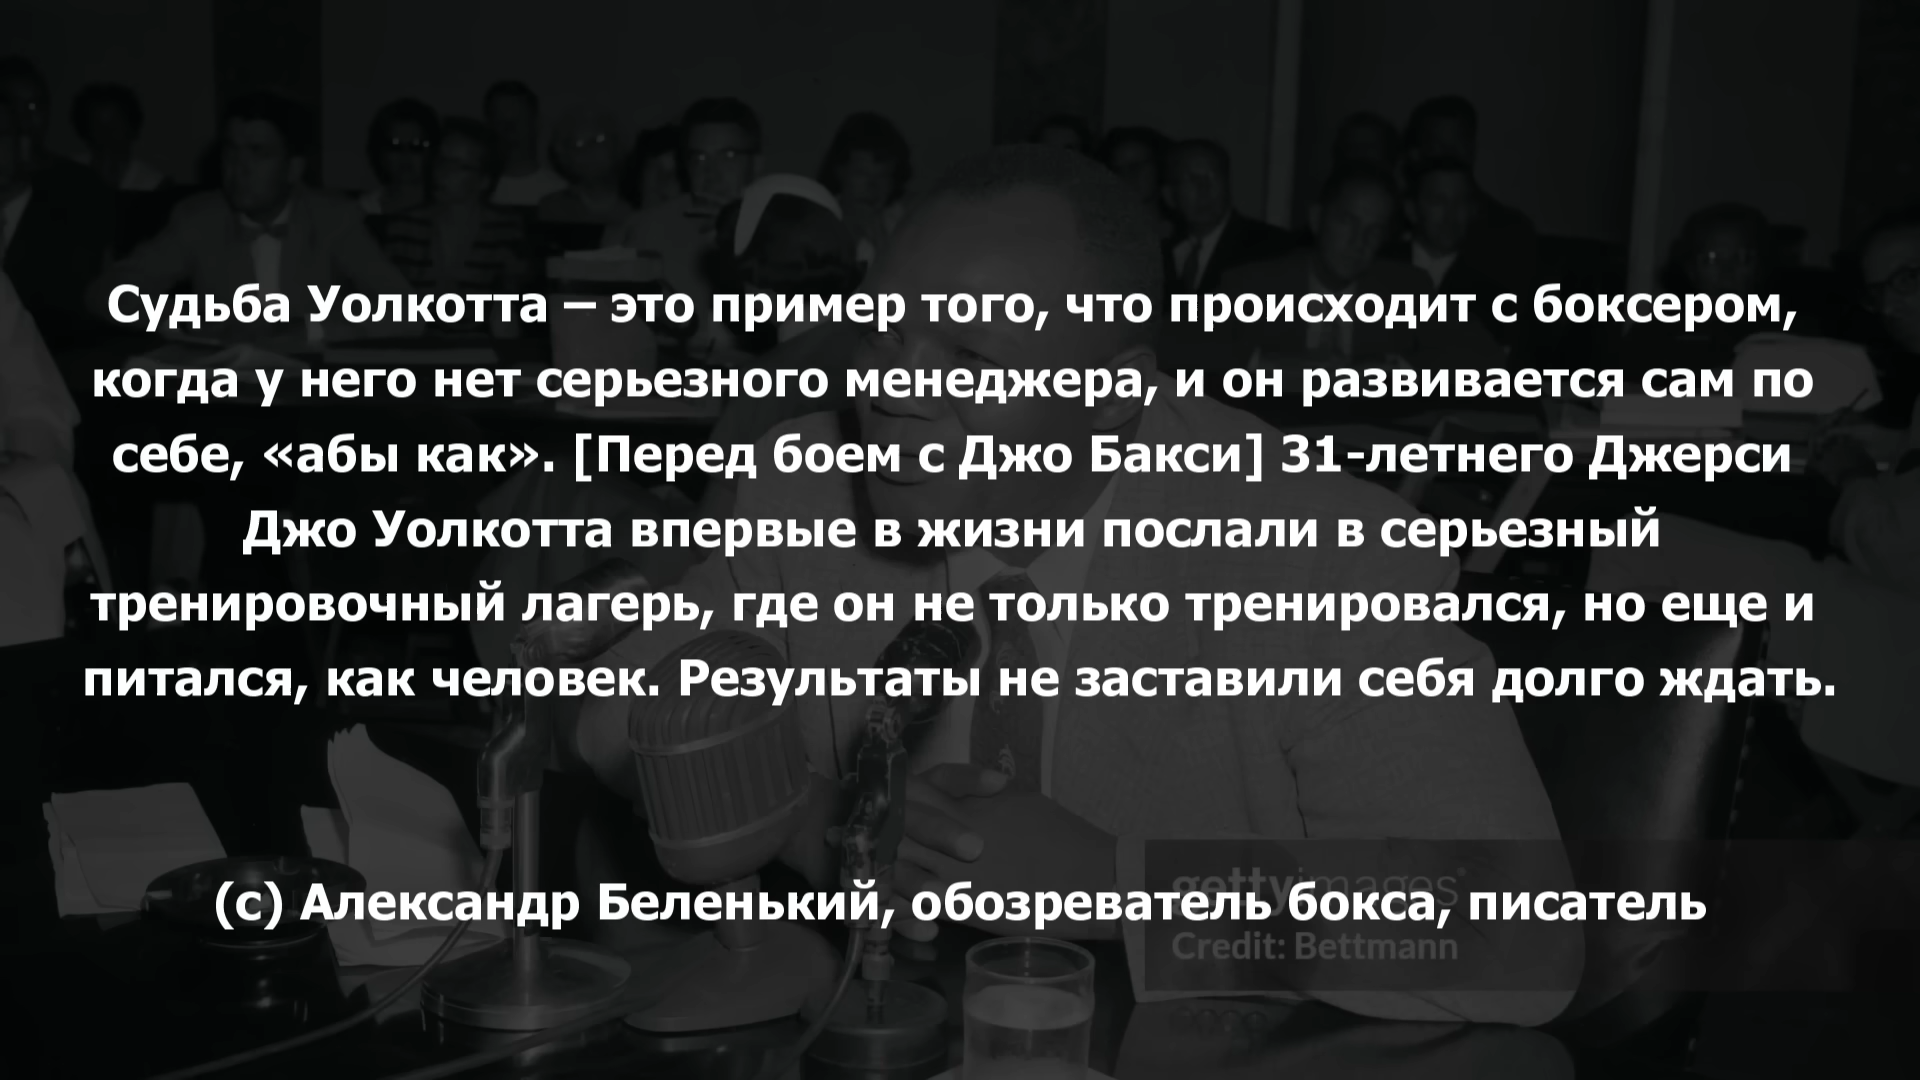 Судьба Уолкотта – это пример того, что происходит с боксером,
когда у него нет серьезного менеджера, и он развивается сам по
себе, «абы как». [Перед боем с Джо Бакси] 31-летнего Джерси
Джо Уолкотта впервые в жизни послали в серьезный
тренировочный лагерь, где он не только тренировался, но еще и
питался, как человек. Результаты не заставили себя долго ждать.
(с) Александр Беленький, обозреватель бокса, писатель
gettyimages®
Credit: Bettmann